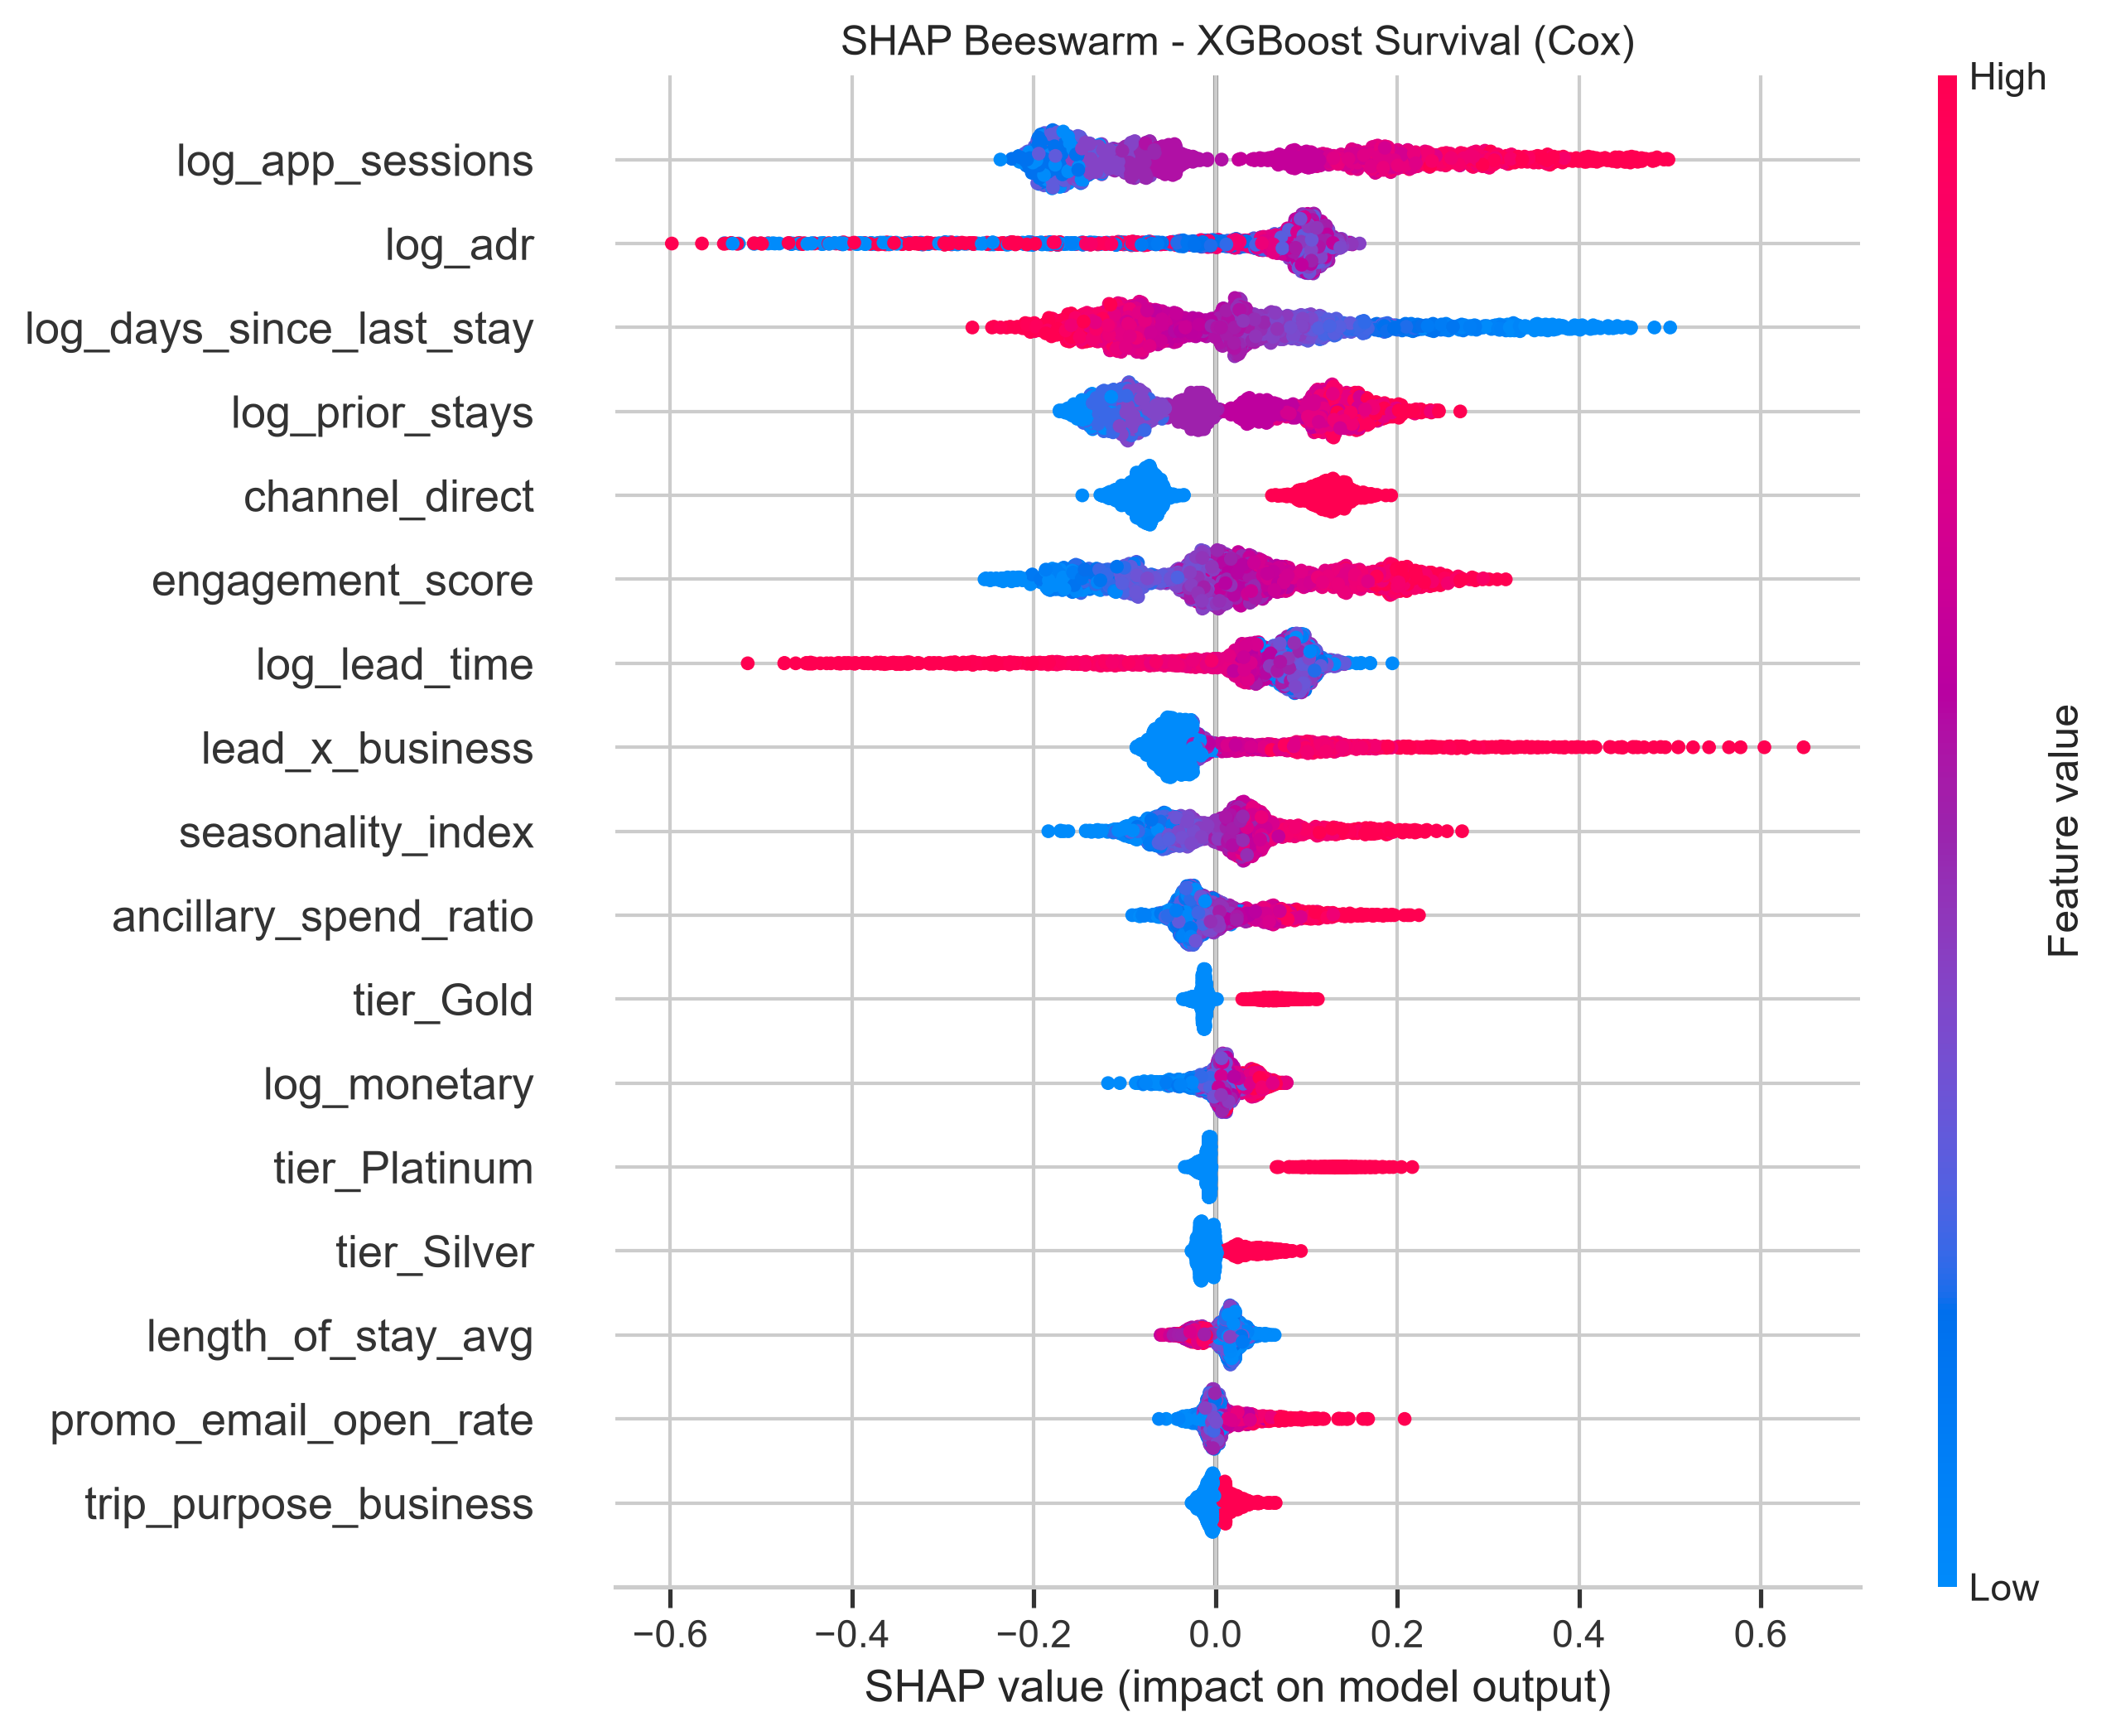 SHAP Beeswarm - XGBoost Survival (Cox)
High
log_app_sessions
log_adr
log_days_since_last_stay
log_prior_stays
channel_direct
engagement_score
log_lead_time
lead_x_business
seasonality_index
ancillary_spend_ratio
tier_Gold
log_monetary
tier_Platinum
tier_Silver
length_of_stay_avg
promo_email_open_rate
trip_purpose_business
Feature value
Low
−0.6 −0.4 −0.2 0.0 0.2 0.4 0.6
SHAP value (impact on model output)